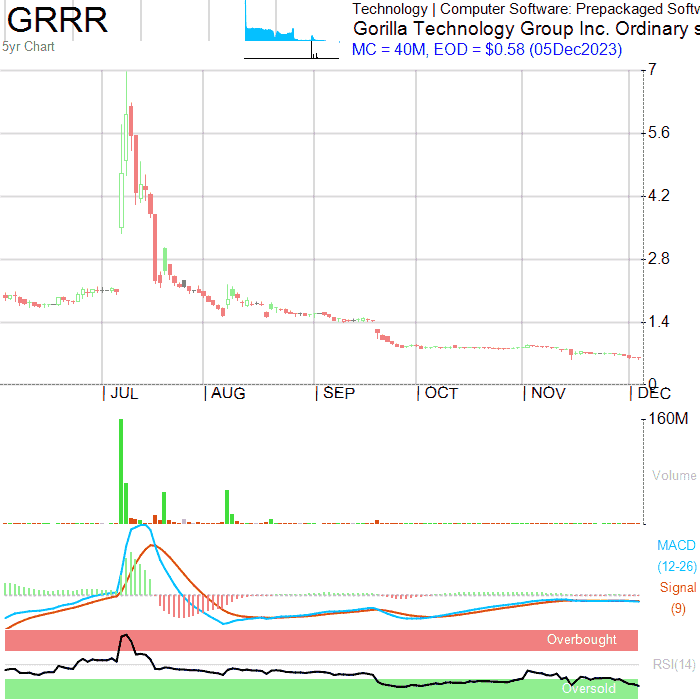 GRRR
5yr Chart
Technology | Computer Software: Prepackaged Softw
Gorilla Technology Group Inc. Ordinary s
MC = 40M, EOD = $0.58 (05Dec2023)
7
5.6
4.2
2.8
1.4
0
JUL AUG SEP OCT NOV DEC
160M
Volume
MACD
(12-26)
Signal
(9)
Overbought
RSI(14)
Oversold